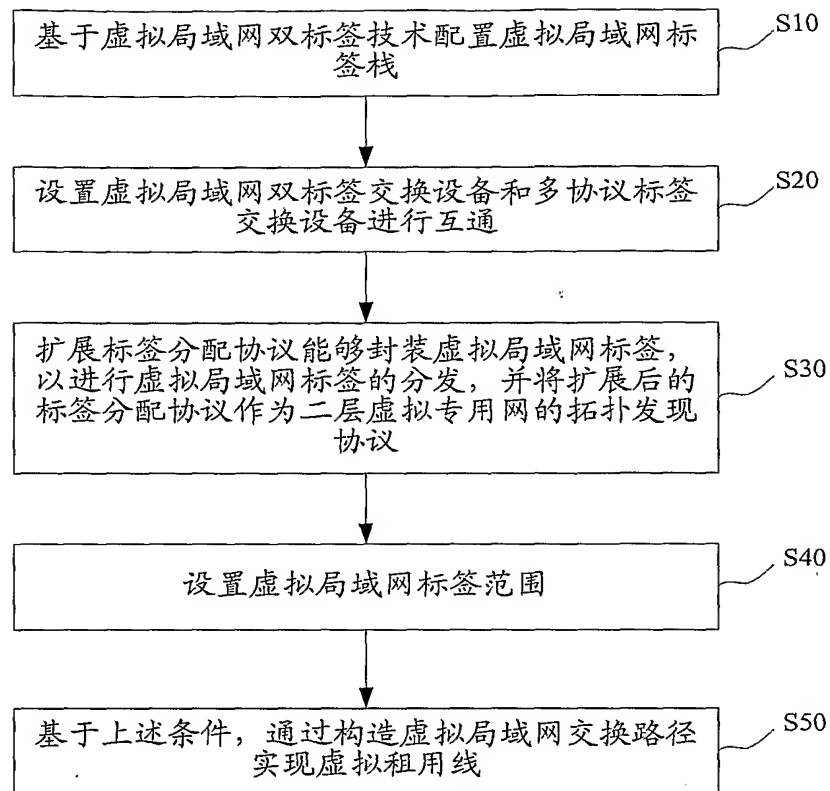 基于虚拟局域网双标签技术配置虚拟局域网标
签栈
S10
设置虚拟局域网双标签交换设备和多协议标签
交换设备进行互通
S20
扩展标签分配协议能够封装虚拟局域网标签，
以进行虚拟局域网标签的分发，并将扩展后的
标签分配协议作为二层虚拟专用网的拓扑发现
协议
S30
设置虚拟局域网标签范围
S40
基于上述条件，通过构造虚拟局域网交换路径
实现虚拟租用线
S50